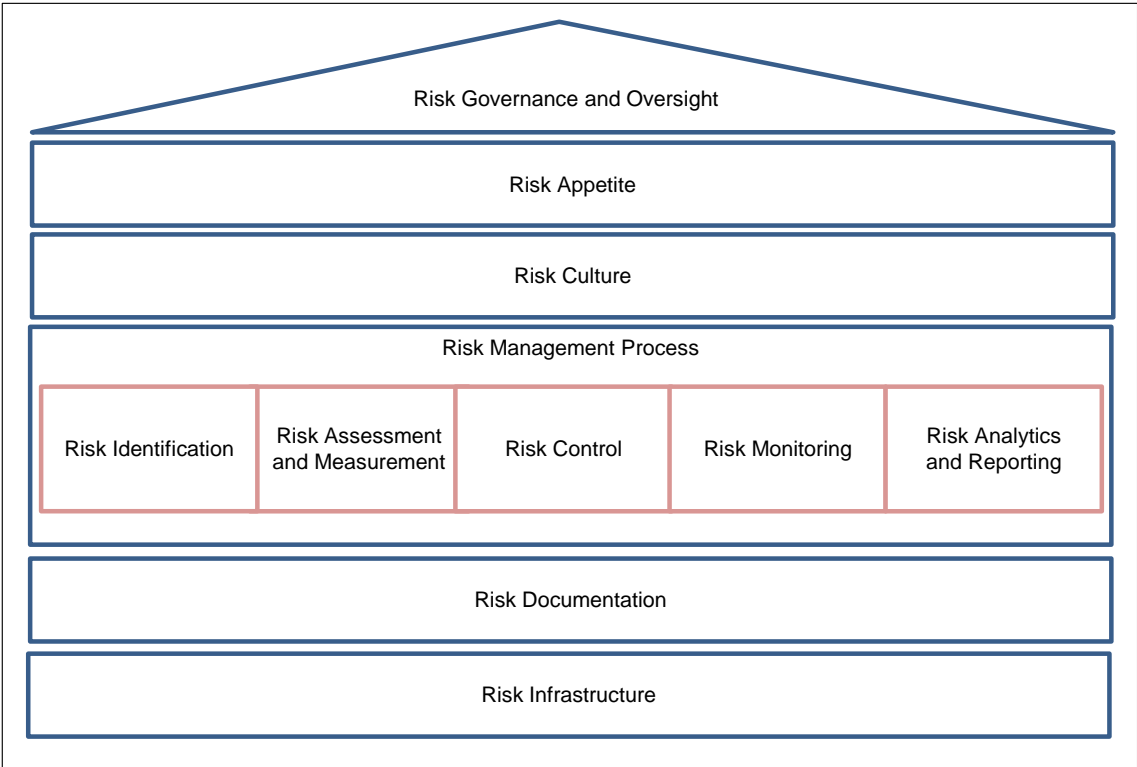 Risk Governance and Oversight
Risk Appetite
Risk Culture
Risk Management Process
Risk Identification
Risk Assessment
and Measurement
Risk Control
Risk Monitoring
Risk Analytics
and Reporting
Risk Documentation
Risk Infrastructure